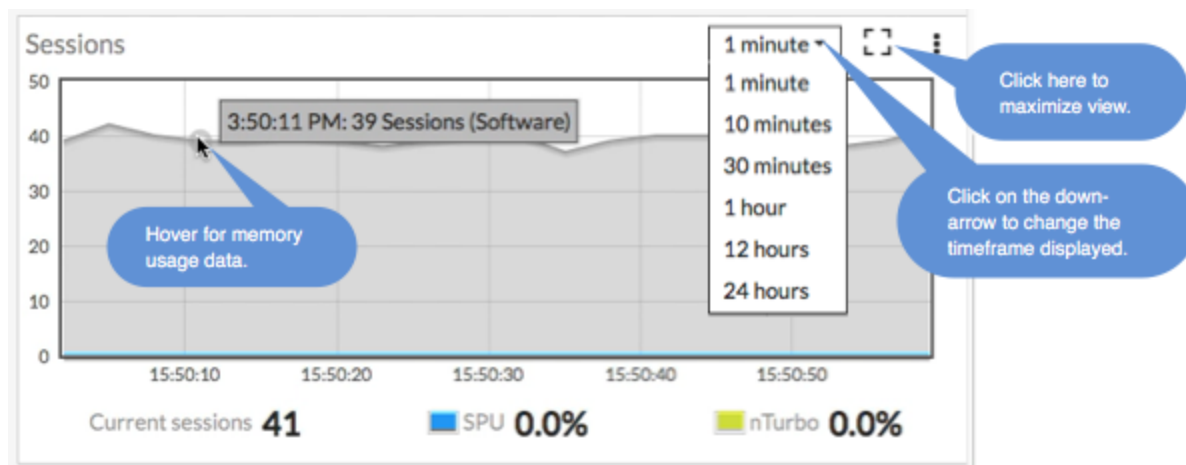 Sessions
1 minute
Click here to
maximize view.
50
1 minute
3:50:11 PM: 39 Sessions (Software)
10 minutes
40
30 minutes
30
Click on the down-
arrow to change the
timeframe displayed.
1 hour
Hover for memory
usage data.
20
12 hours
10
24 hours
0
15:50:10 15:50:20 15:50:30 15:50:40 15:50:50
Current sessions 41 SPU 0.0% nTurbo 0.0%